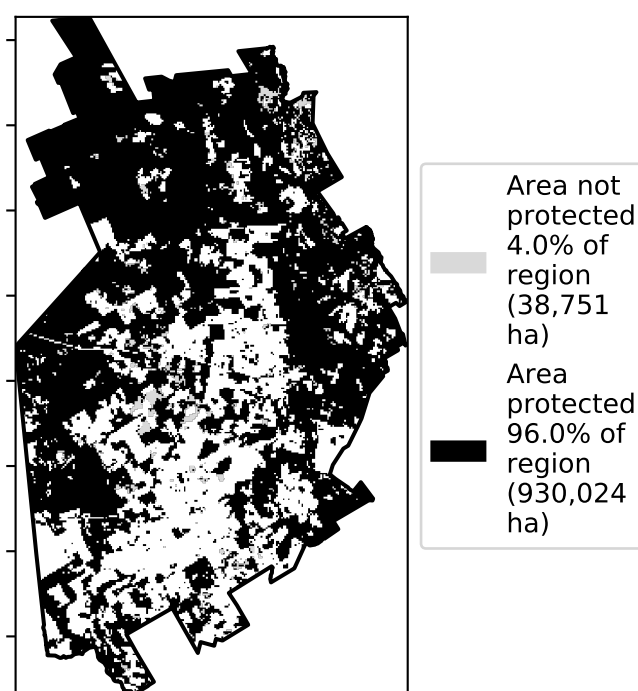 Area not
protected
4.0% of
region
(38,751
ha)
Area
protected
96.0% of
region
(930,024
ha)